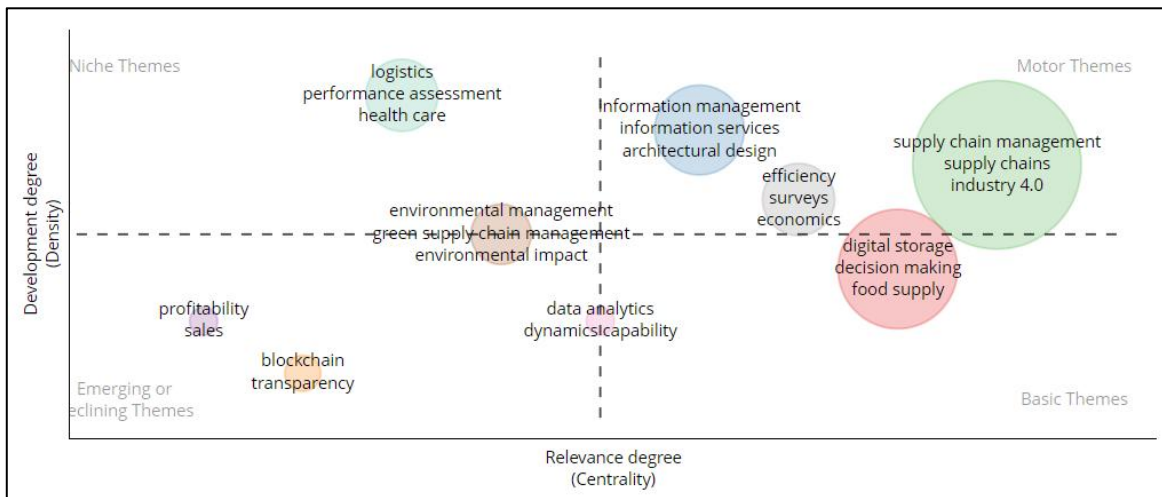 Niche Themes
Motor Themes
logistics
performance assessment
health care
Information management
information services
architectural design
supply chain management
supply chains
industry 4.0
efficiency
surveys
economics
environmental management
green supply chain management
environmental impact
digital storage
decision making
food supply
profitability
sales
data analytics
dynamics capability
blockchain
transparency
Emerging or
eclining Themes
Basic Themes
Development degree
(Density)
Relevance degree
(Centrality)